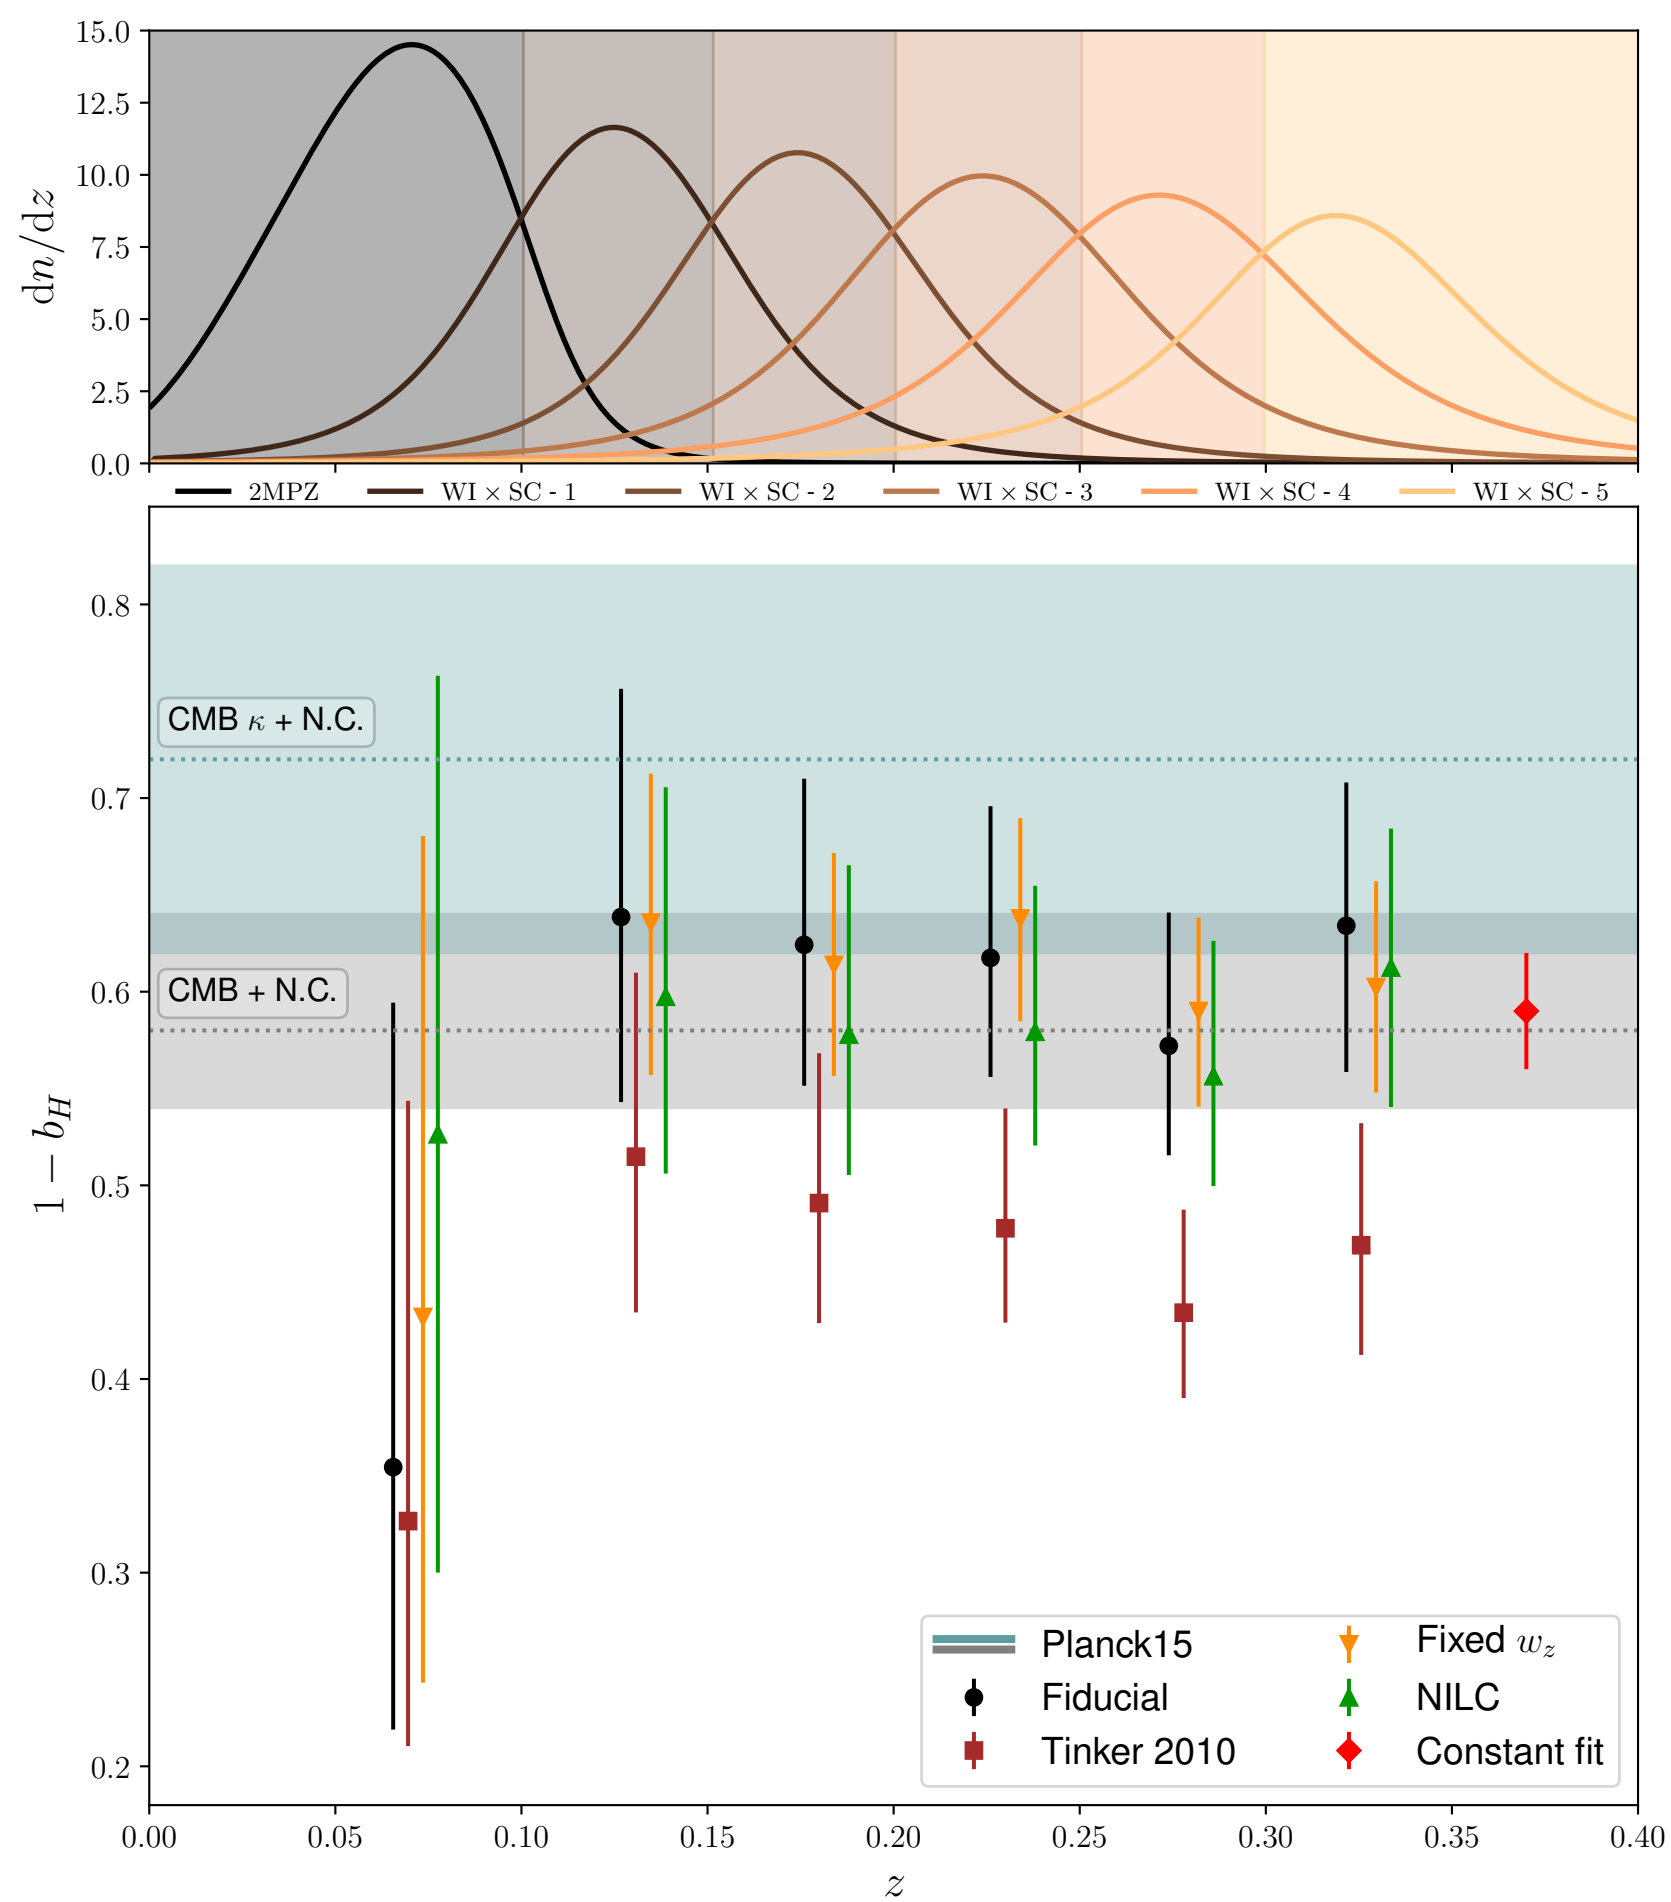 15.0
12.5
10.0
7.5
5.0
2.5
0.0
dn/dz
2MPZ WI × SC - 1 WI × SC - 2 WI × SC - 3 WI × SC - 4 WI × SC - 5
0.8
0.7
0.6
0.5
0.4
0.3
0.2
1 − b_H
CMB κ + N.C.
CMB + N.C.
Planck15 Fixed w_z
Fiducial NILC
Tinker 2010 Constant fit
0.00 0.05 0.10 0.15 0.20 0.25 0.30 0.35 0.40
z